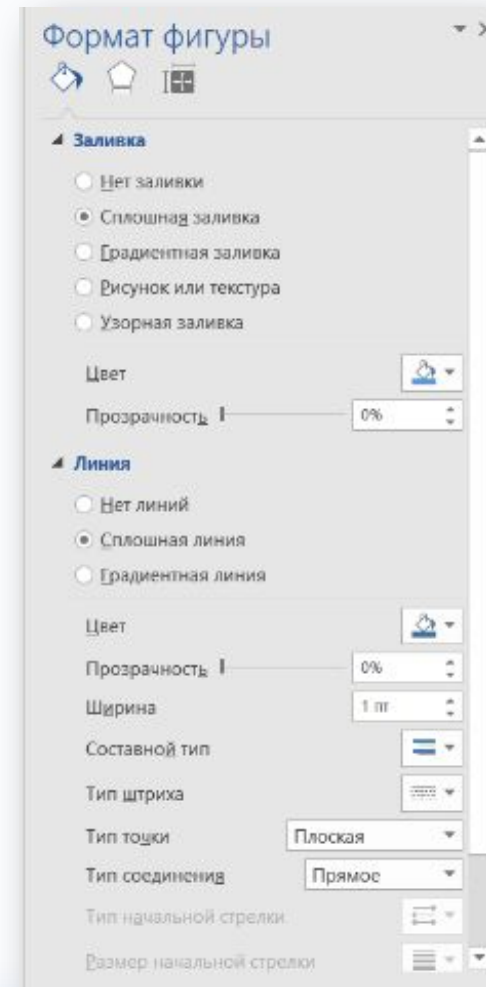 Формат фигуры
Заливка
Нет заливки
Сплошная заливка
Градиентная заливка
Рисунок или текстура
Узорная заливка
Цвет
Прозрачность 0%
Линия
Нет линий
Сплошная линия
Градиентная линия
Цвет
Прозрачность 0%
Ширина 1 пт
Составной тип
Тип штриха
Тип точки Плоская
Тип соединения Прямое
Тип начальной стрелки
Размер начальной стрелки